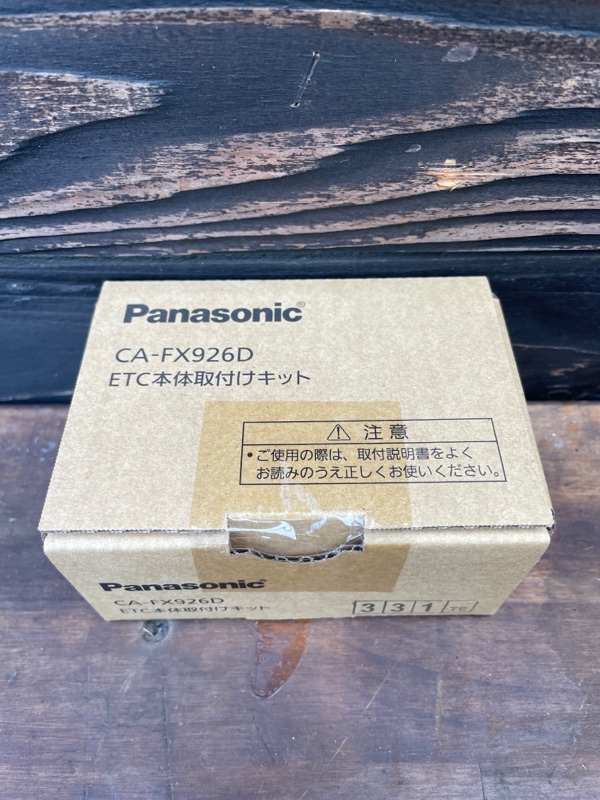 Panasonic®
CA-FX926D
ETC本体取付けキット
⚠ 注意
•ご使用の際は、取付説明書をよく
お読みのうえ正しくお使いください。
Panasonic
CA-FX926D
ETC本体取付けキット
3 3 1